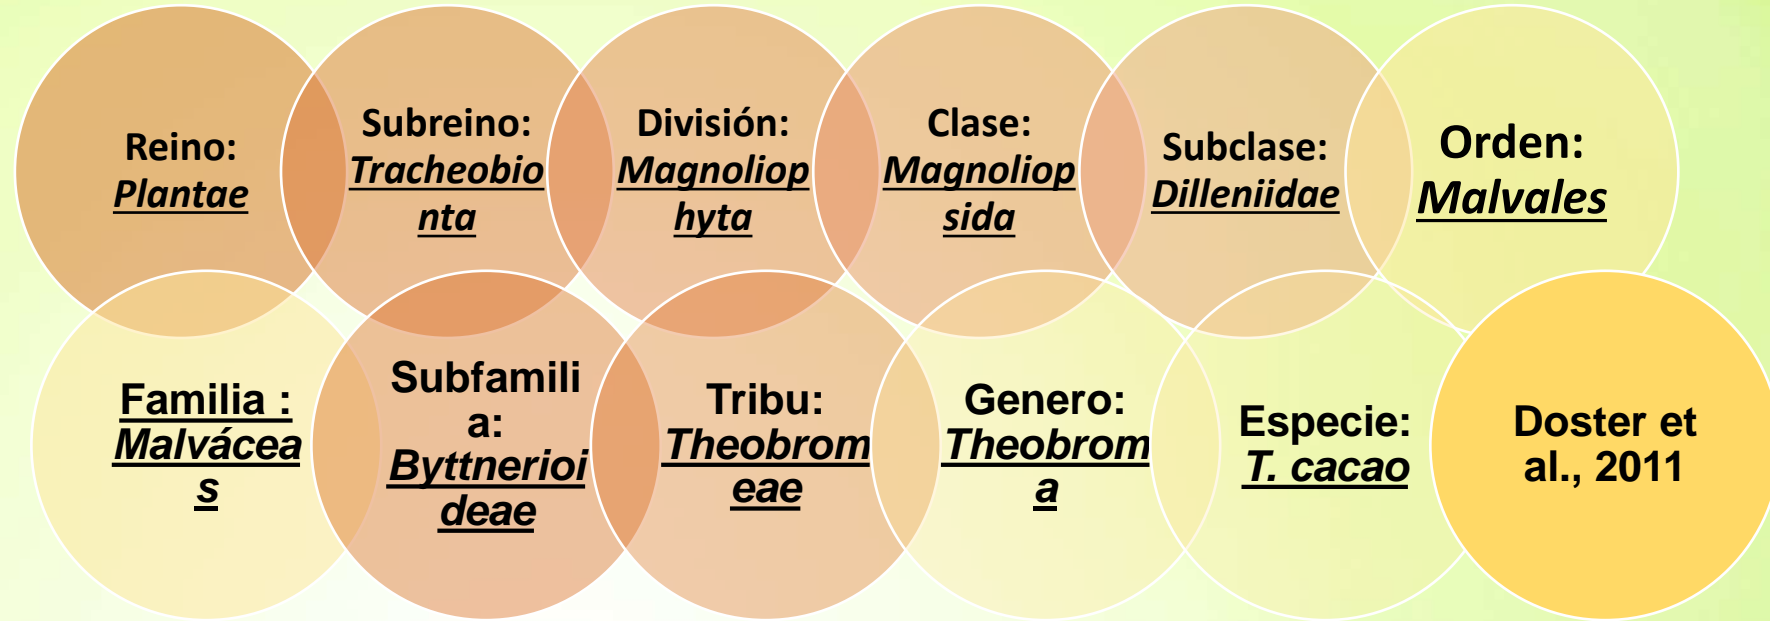 Reino:
Plantae
Subreino:
Tracheobio
nta
División:
Magnoliop
hyta
Clase:
Magnoliop
sida
Subclase:
Dilleniidae
Orden:
Malvales
Familia :
Malvácea
s
Subfamili
a:
Byttnerioi
deae
Tribu:
Theobrom
eae
Genero:
Theobrom
a
Especie:
T. cacao
Doster et
al., 2011